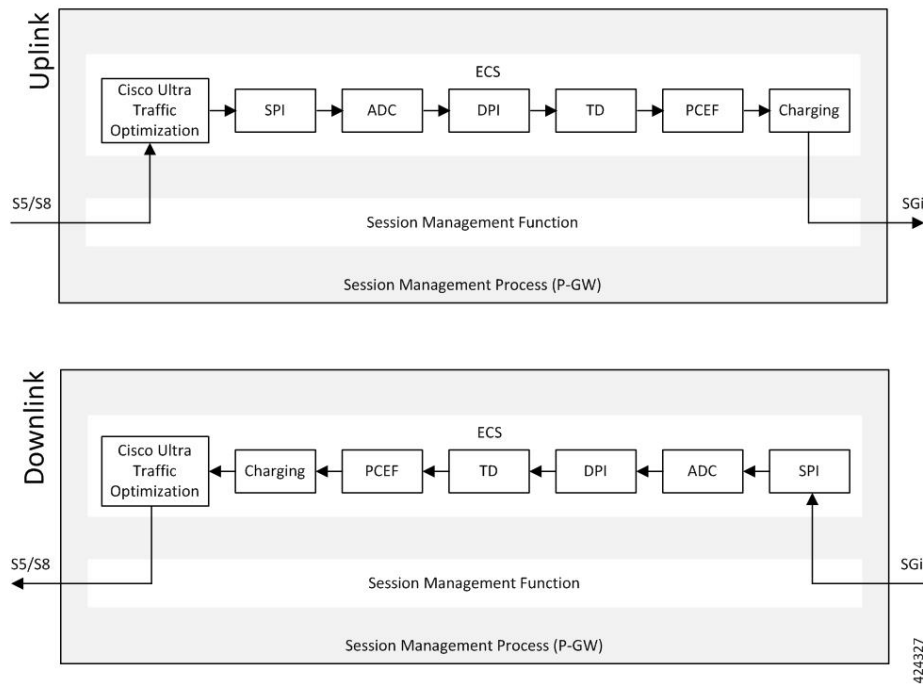 Uplink
ECS
Cisco Ultra
Traffic
Optimization
SPI
ADC
DPI
TD
PCEF
Charging
S5/S8
SGi
Session Management Function
Session Management Process (P-GW)
Downlink
ECS
Cisco Ultra
Traffic
Optimization
Charging
PCEF
TD
DPI
ADC
SPI
S5/S8
SGi
Session Management Function
Session Management Process (P-GW)
424327